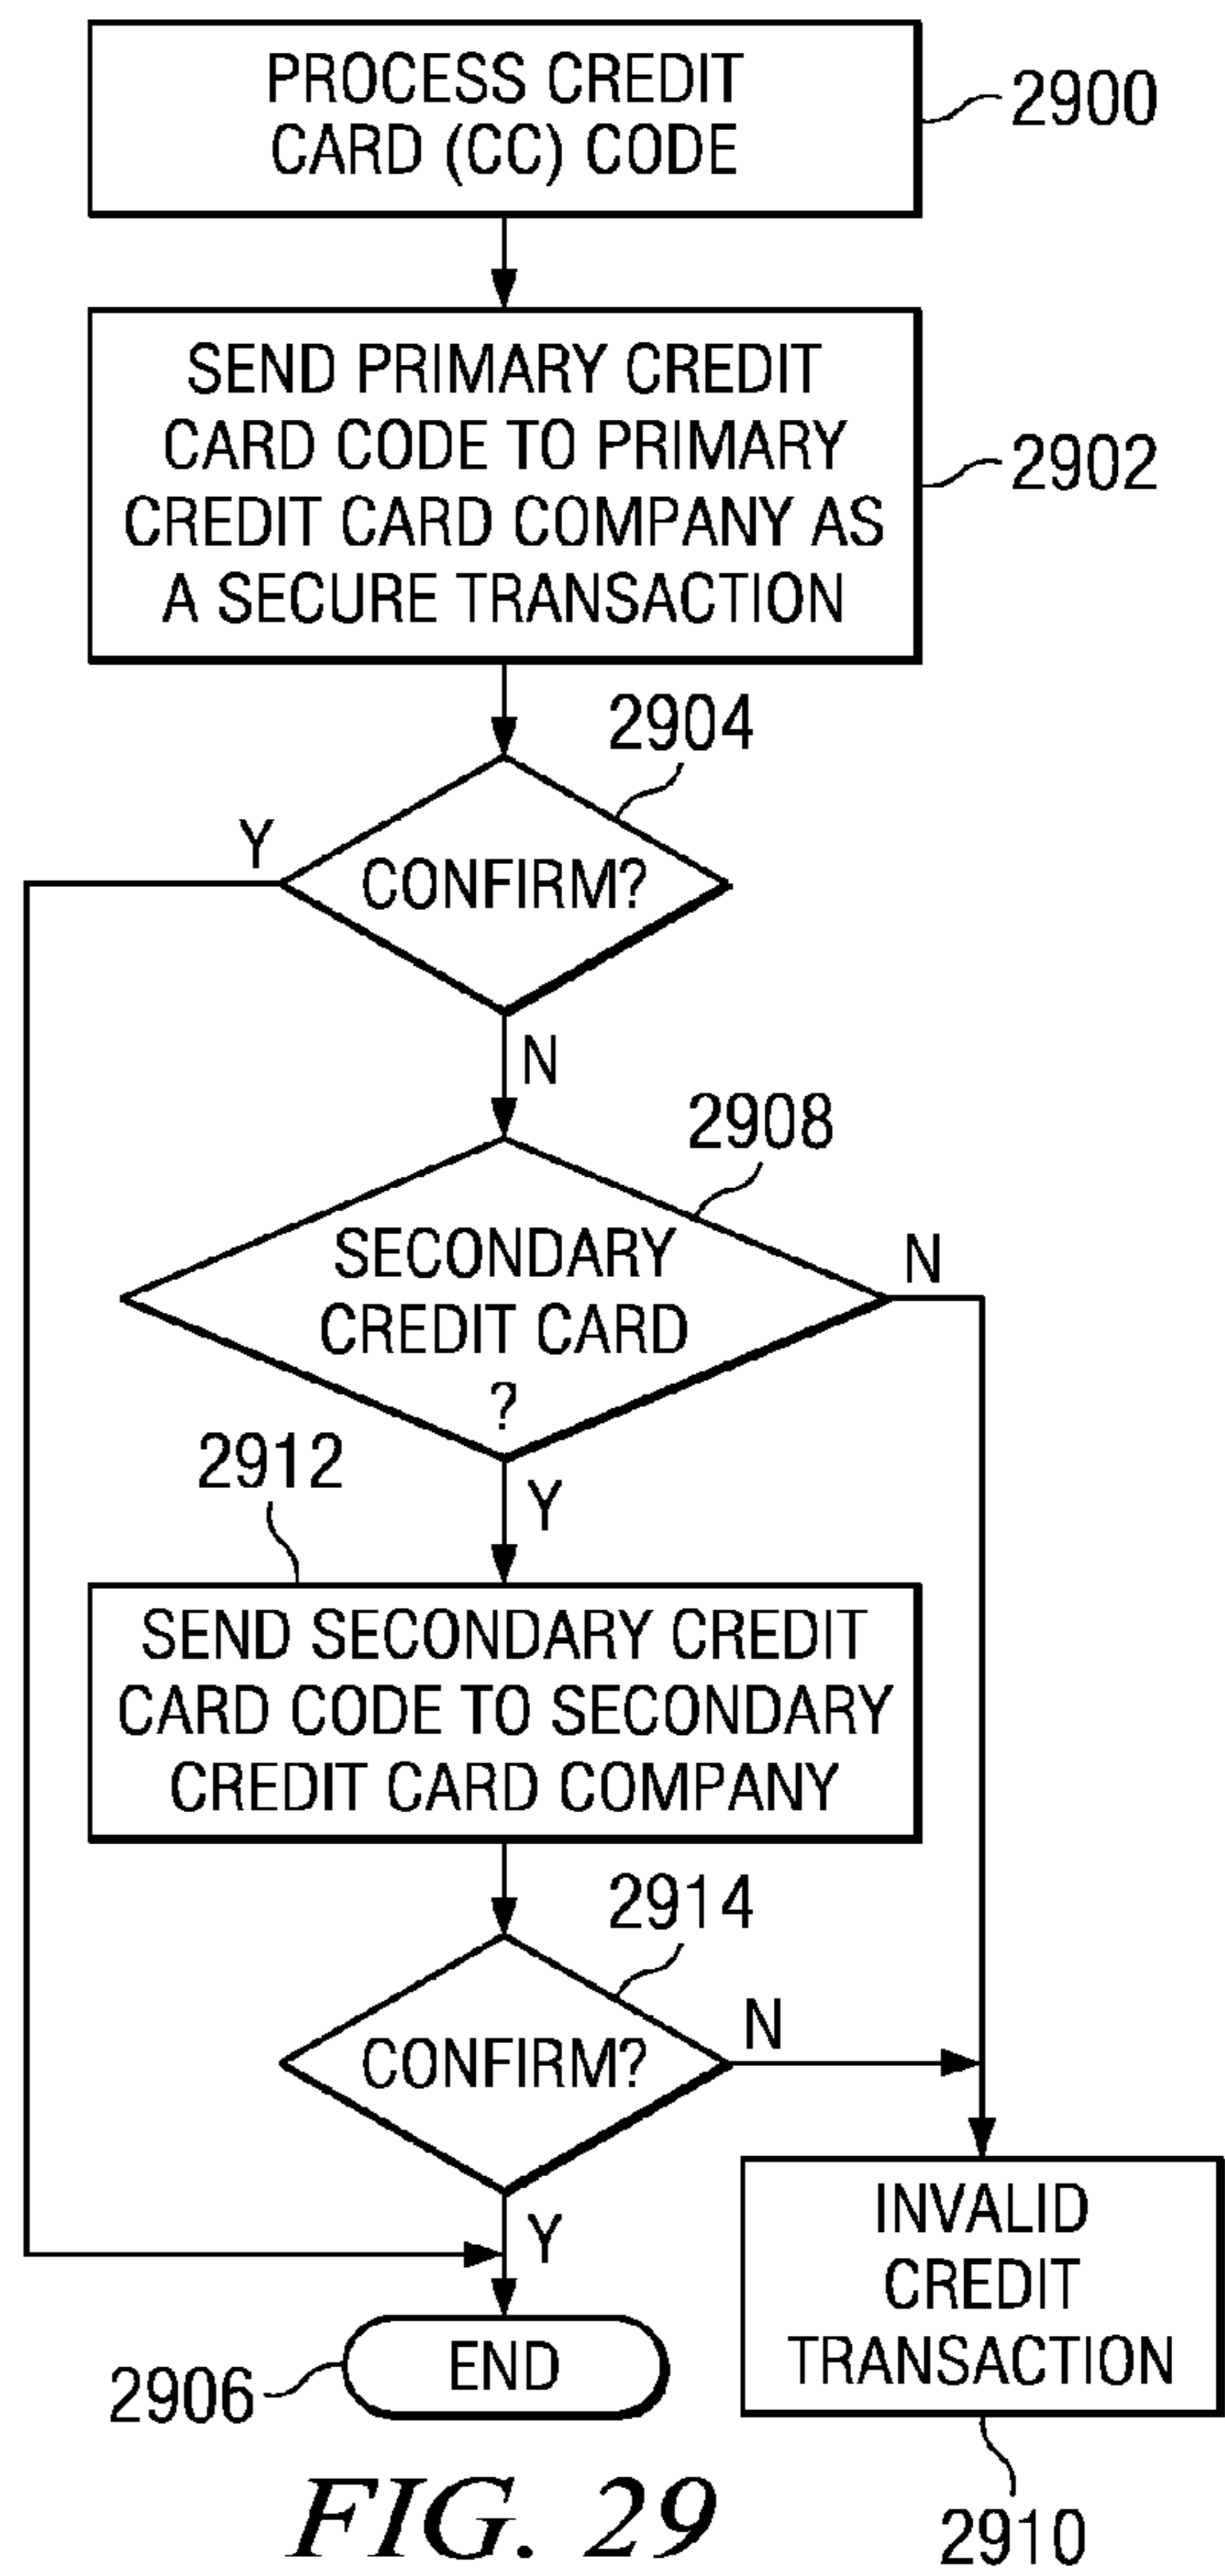 PROCESS CREDIT
CARD (CC) CODE
2900
SEND PRIMARY CREDIT
CARD CODE TO PRIMARY
CREDIT CARD COMPANY AS
A SECURE TRANSACTION
2902
2904
Y
CONFIRM?
N
2908
SECONDARY
CREDIT CARD
?
N
2912
Y
SEND SECONDARY CREDIT
CARD CODE TO SECONDARY
CREDIT CARD COMPANY
2914
CONFIRM?
N
Y
INVALID
CREDIT
TRANSACTION
END
2906
2910
FIG. 29